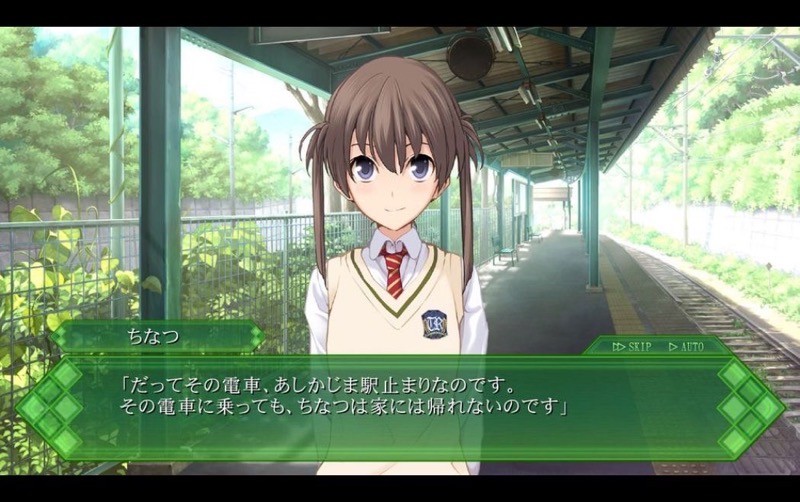 ちなつ
SKIP
AUTO
「だってその電車、あしかじま駅止まりなのです。
その電車に乗っても、ちなつは家には帰れないのです」